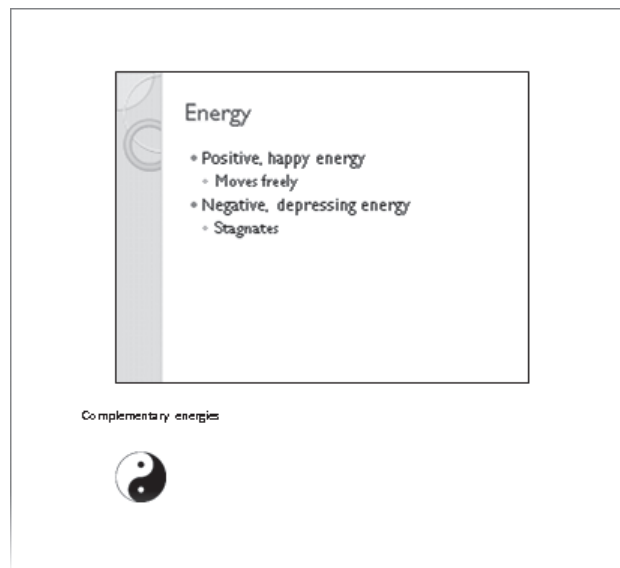 Energy
Positive, happy energy
Moves freely
Negative, depressing energy
Stagnates
Complementary energies